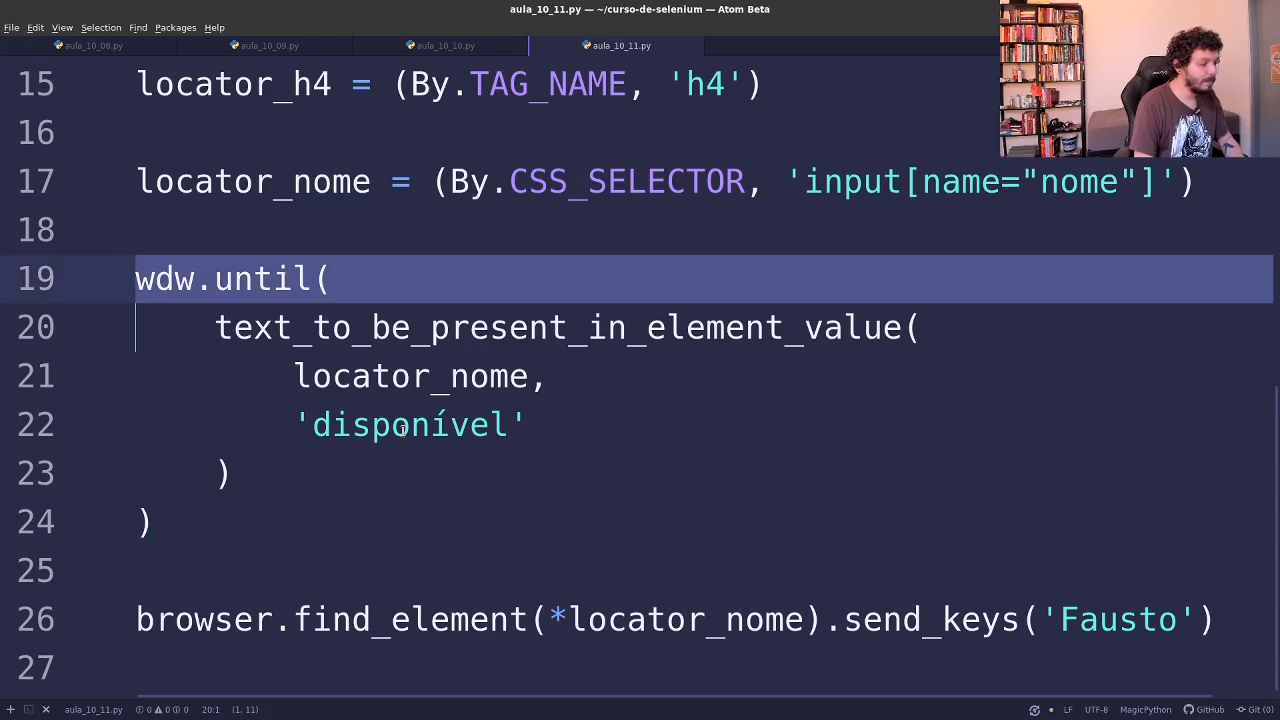 aula_10_11.py — ~/curso-de-selenium — Atom Beta
File Edit View Selection Find Packages Help
aula_10_08.py aula_10_09.py aula_10_10.py aula_10_11.py
15 locator_h4 = (By.TAG_NAME, 'h4')
16
17 locator_nome = (By.CSS_SELECTOR, 'input[name="nome"]')
18
19 wdw.until(
20 text_to_be_present_in_element_value(
21 locator_nome,
22 'disponível'
23 )
24 )
25
26 browser.find_element(*locator_nome).send_keys('Fausto')
27
aula_10_11.py 0 0 0 20:1 (1, 11) LF UTF-8 MagicPython GitHub Git (0)